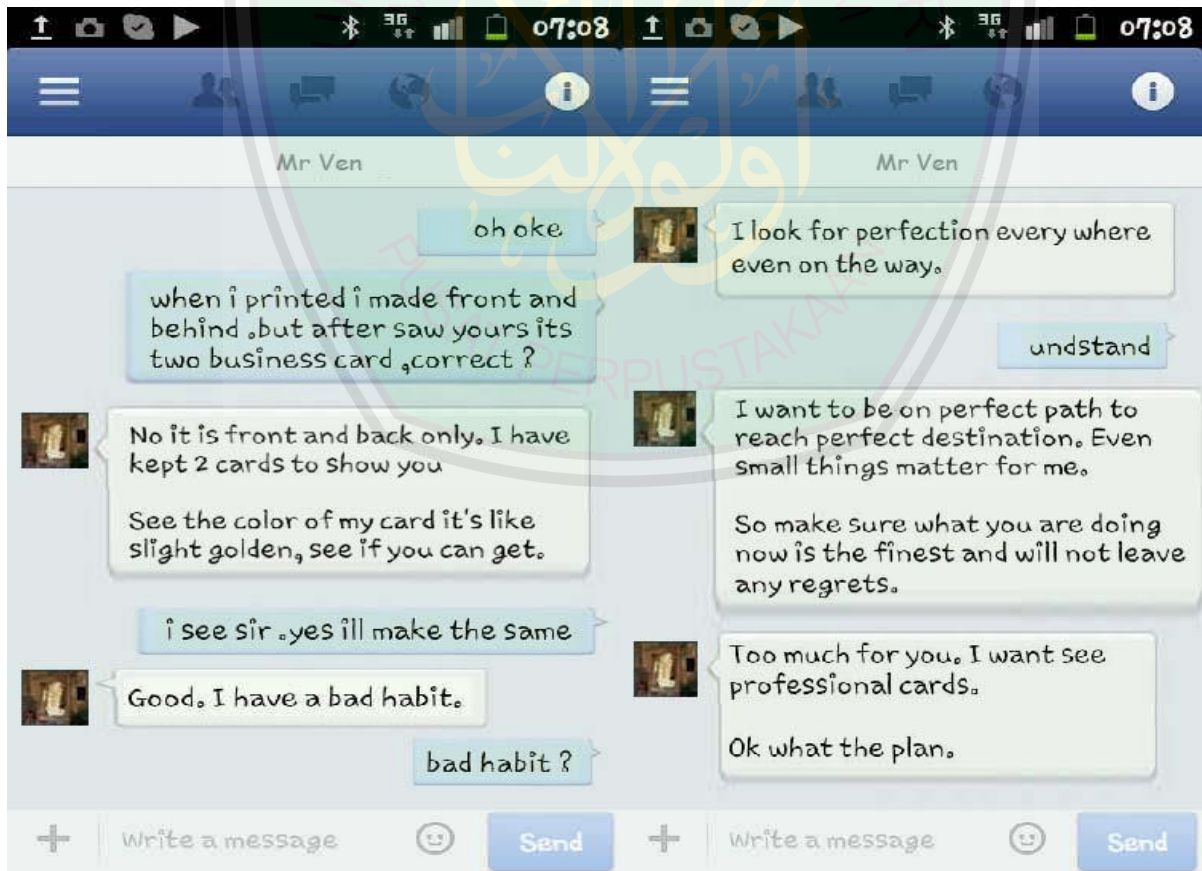 3G
07:08
Mr Ven
oh oke
when i printed i made front and
behind .but after saw yours its
two business card ,correct ?
No it is front and back only. I have
kept 2 cards to show you
See the color of my card it's like
slight golden, see if you can get.
i see sir .yes ill make the same
Good. I have a bad habit.
bad habit ?
Write a message
Send
3G
07:08
Mr Ven
I look for perfection every where
even on the way.
undstand
I want to be on perfect path to
reach perfect destination. Even
small things matter for me.
So make sure what you are doing
now is the finest and will not leave
any regrets.
Too much for you. I want see
professional cards.
Ok what the plan.
Write a message
Send
PERPUSTAKAAN